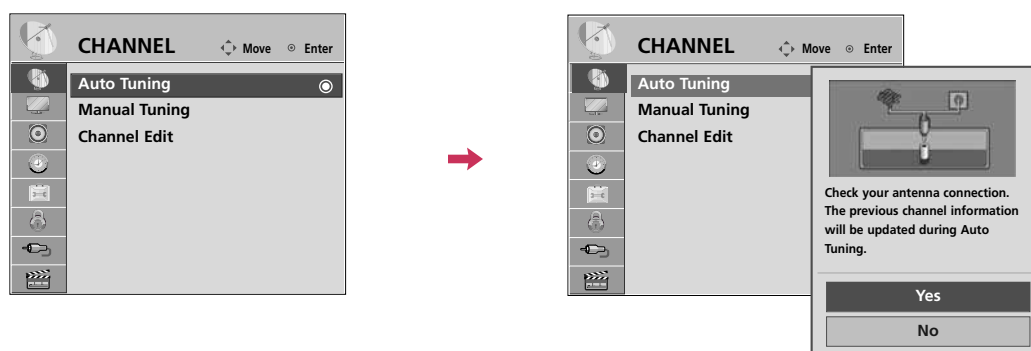 CHANNEL Move Enter
Auto Tuning
Manual Tuning
Channel Edit
CHANNEL Move Enter
Auto Tuning
Manual Tuning
Channel Edit
Check your antenna connection.
The previous channel information
will be updated during Auto
Tuning.
Yes
No